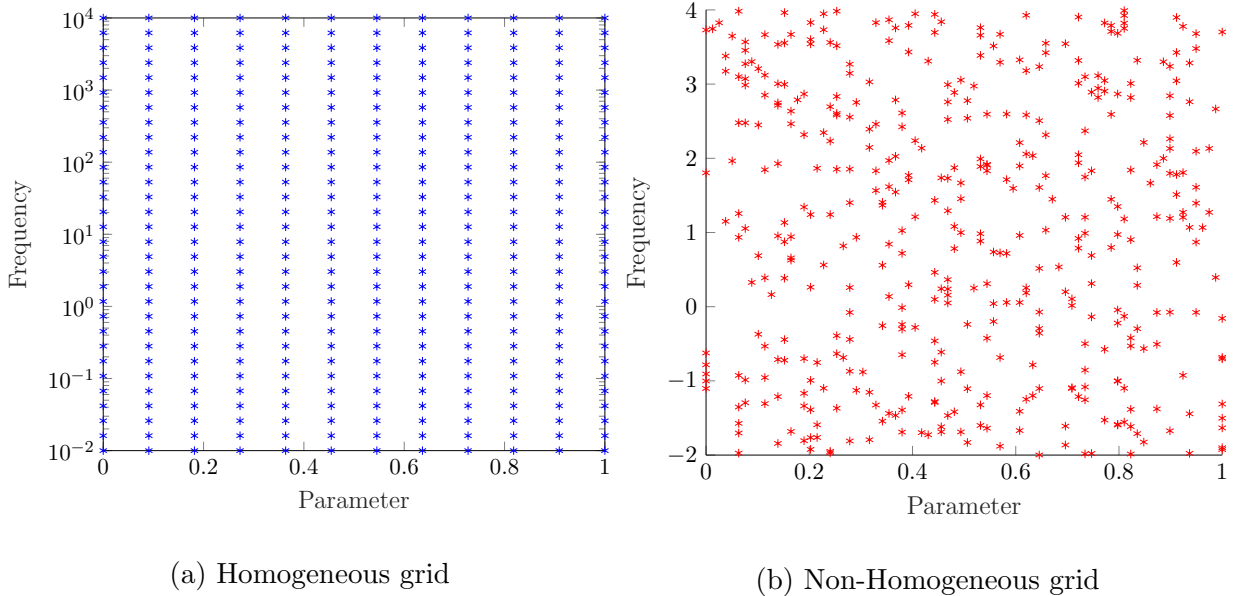 10^4
10^3
10^2
10^1
10^0
10^−1
10^−2
Frequency
0 0.2 0.4 0.6 0.8 1
Parameter
(a) Homogeneous grid
4
3
2
1
0
−1
−2
Frequency
0 0.2 0.4 0.6 0.8 1
Parameter
(b) Non-Homogeneous grid